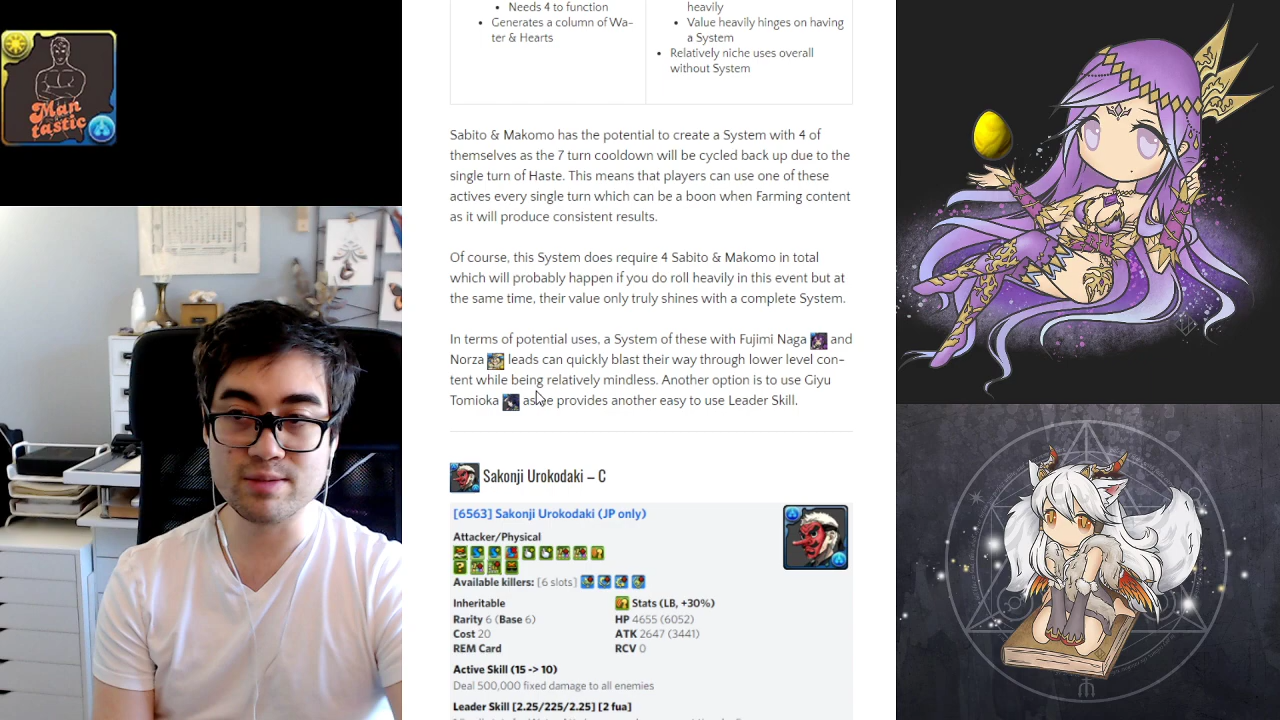 Man
tastic
Needs 4 to function
Generates a column of Wa-
ter & Hearts
heavily
Value heavily hinges on having
a System
Relatively niche uses overall
without System
Sabito & Makomo has the potential to create a System with 4 of
themselves as the 7 turn cooldown will be cycled back up due to the
single turn of Haste. This means that players can use one of these
actives every single turn which can be a boon when Farming content
as it will produce consistent results.
Of course, this System does require 4 Sabito & Makomo in total
which will probably happen if you do roll heavily in this event but at
the same time, their value only truly shines with a complete System.
In terms of potential uses, a System of these with Fujimi Naga and
Norza leads can quickly blast their way through lower level con-
tent while being relatively mindless. Another option is to use Giyu
Tomioka as provides another easy to use Leader Skill.
Sakonji Urokodaki – C
[6563] Sakonji Urokodaki (JP only)
Attacker/Physical
Available killers: [6 slots]
Inheritable
Rarity 6 (Base 6)
Cost 20
REM Card
Stats (LB, +30%)
HP 4655 (6052)
ATK 2647 (3441)
RCV 0
Active Skill (15 -> 10)
Deal 500,000 fixed damage to all enemies
Leader Skill [2.25/225/2.25] [2 fua]